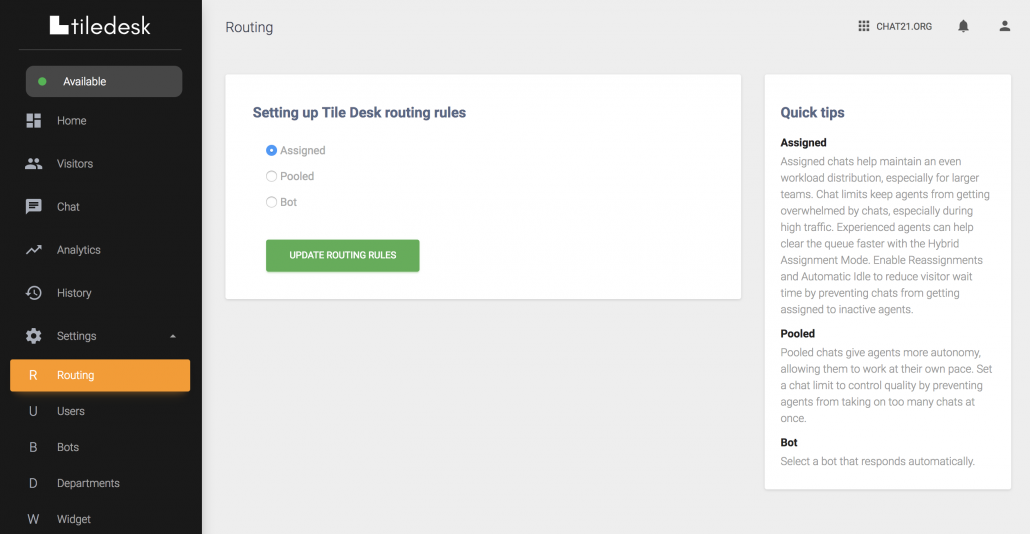 tiledesk
Available
Home
Visitors
Chat
Analytics
History
Settings
R Routing
U Users
B Bots
D Departments
W Widget
Routing
CHAT21.ORG
Setting up Tile Desk routing rules
Assigned
Pooled
Bot
UPDATE ROUTING RULES
Quick tips
Assigned
Assigned chats help maintain an even
workload distribution, especially for larger
teams. Chat limits keep agents from getting
overwhelmed by chats, especially during
high traffic. Experienced agents can help
clear the queue faster with the Hybrid
Assignment Mode. Enable Reassignments
and Automatic Idle to reduce visitor wait
time by preventing chats from getting
assigned to inactive agents.
Pooled
Pooled chats give agents more autonomy,
allowing them to work at their own pace. Set
a chat limit to control quality by preventing
agents from taking on too many chats at
once.
Bot
Select a bot that responds automatically.